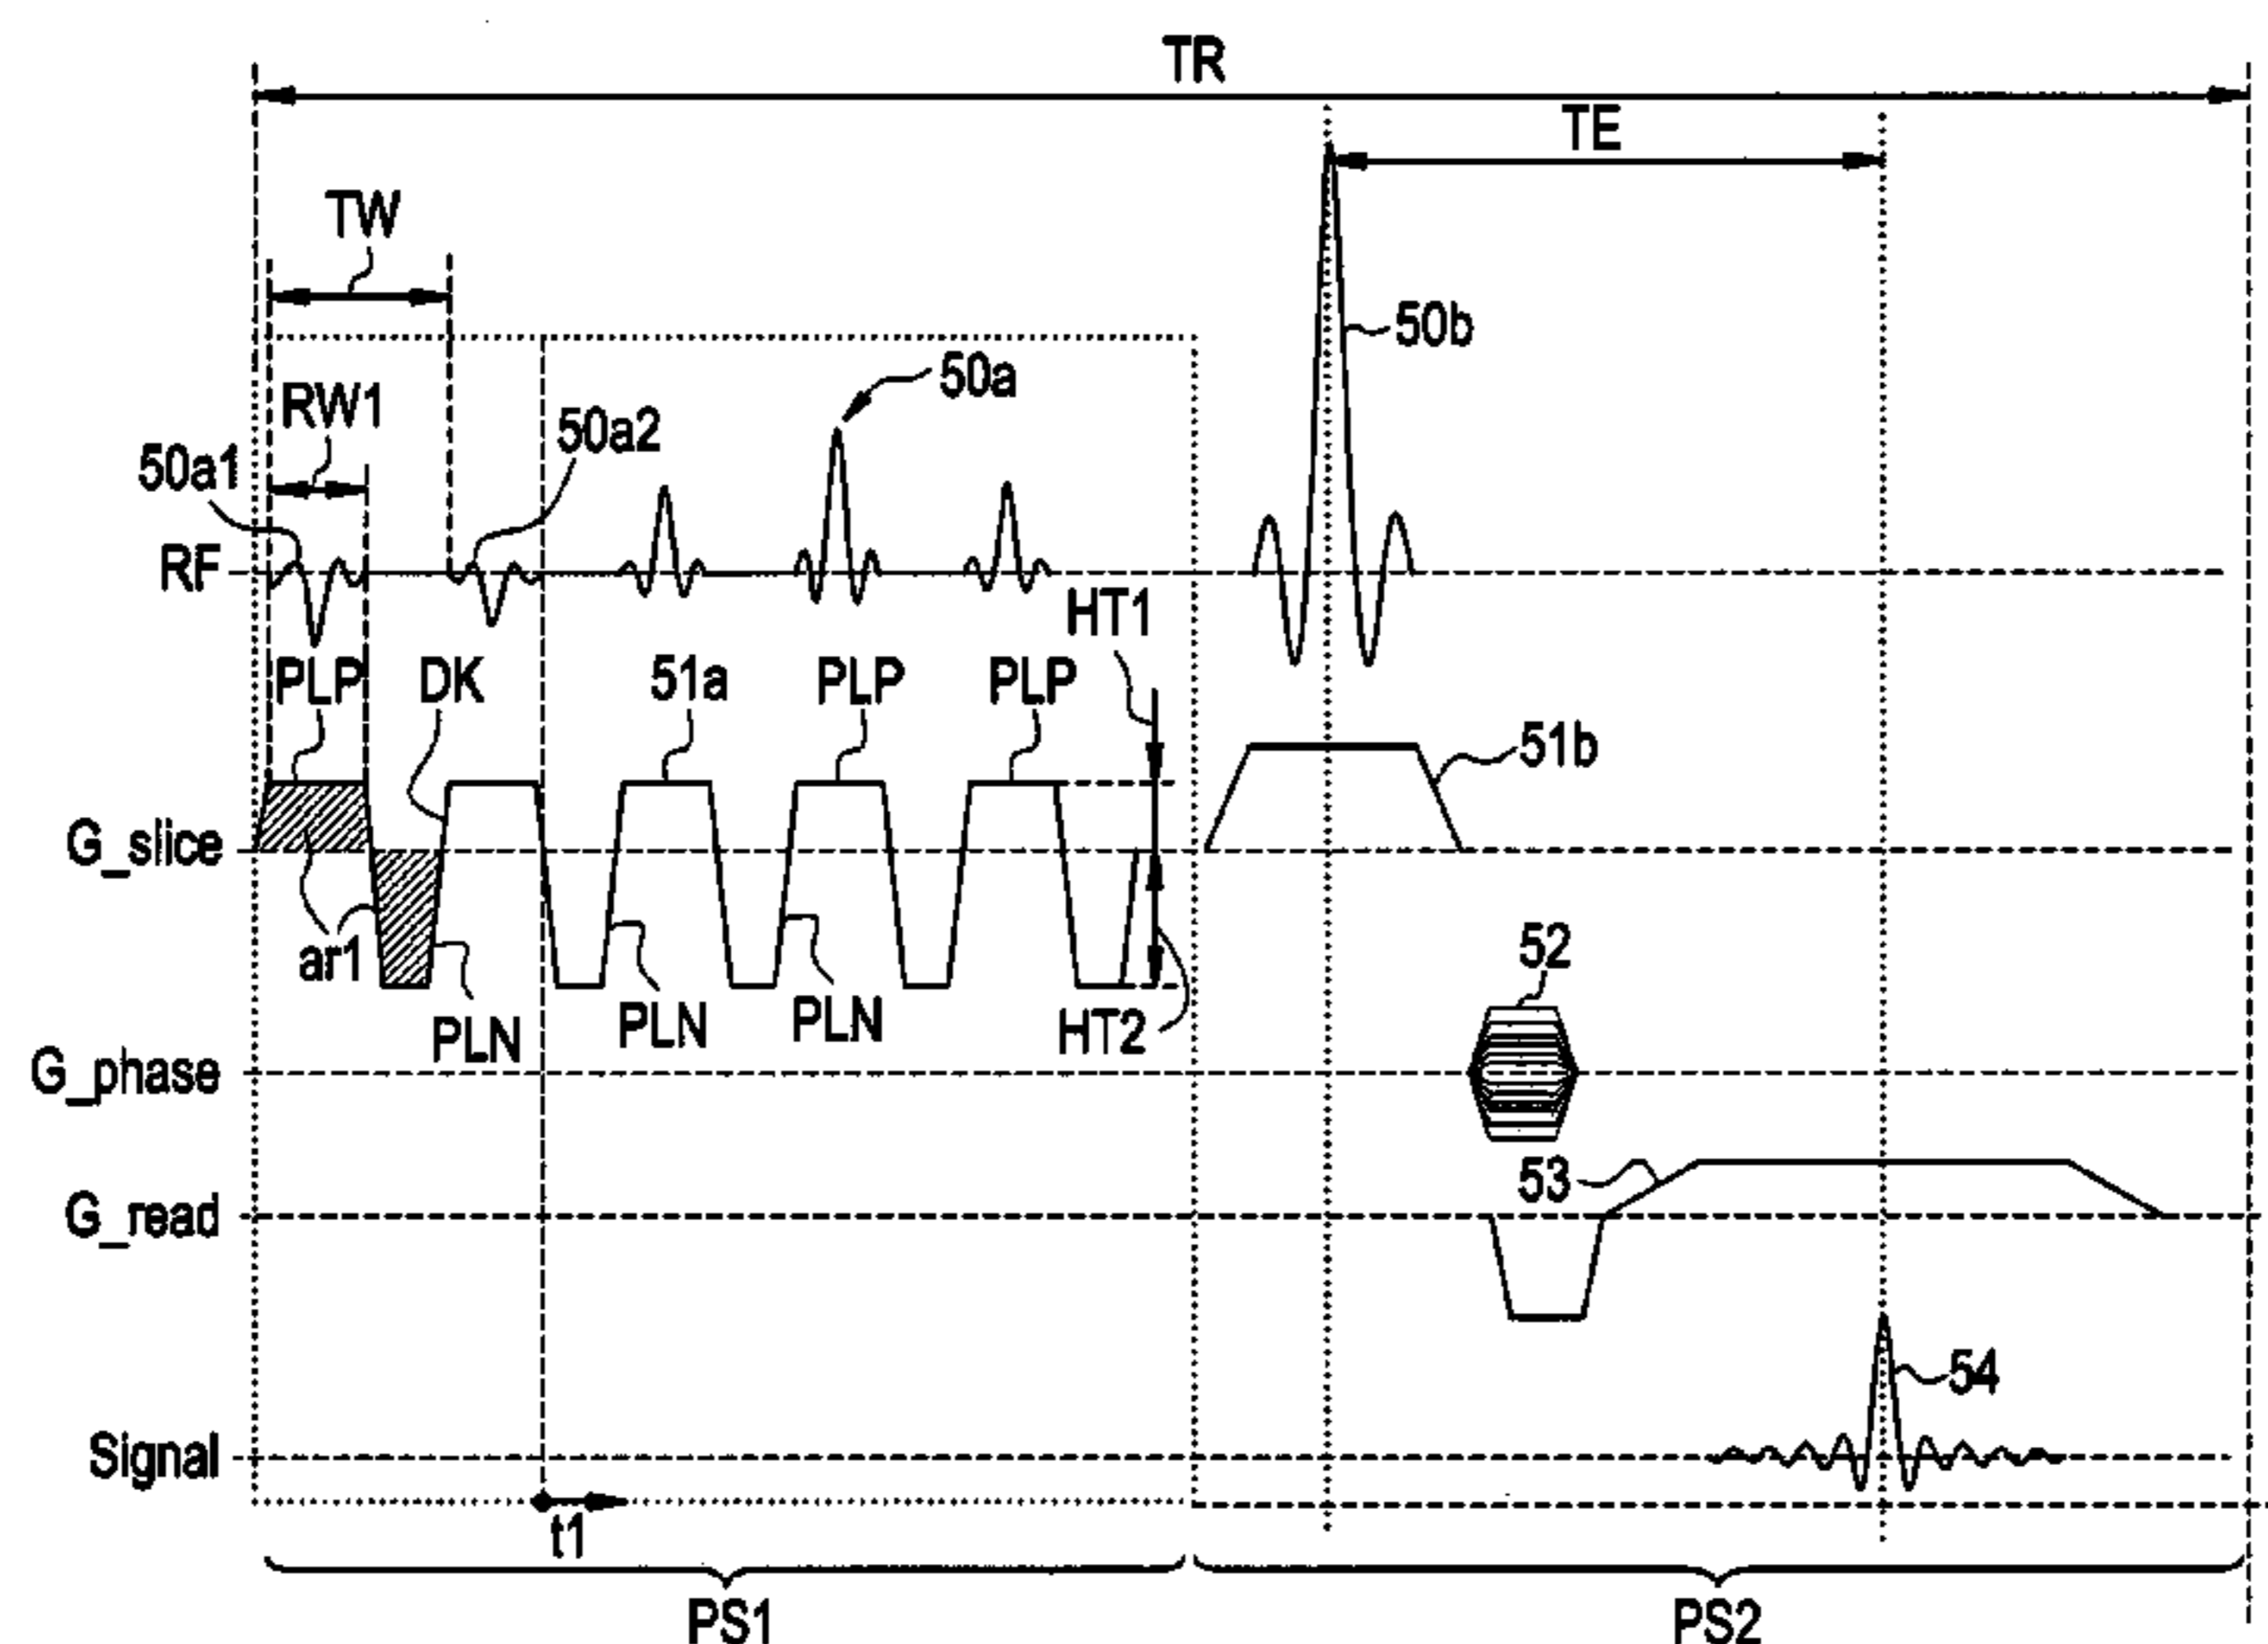 TR
TE
TW
50b
50a
RW1
50a2
50a1
RF
HT1
PLP
DK
51a
PLP
PLP
51b
G_slice
ar1
52
PLN
PLN
PLN
HT2
G_phase
53
G_read
54
Signal
t1
PS1
PS2